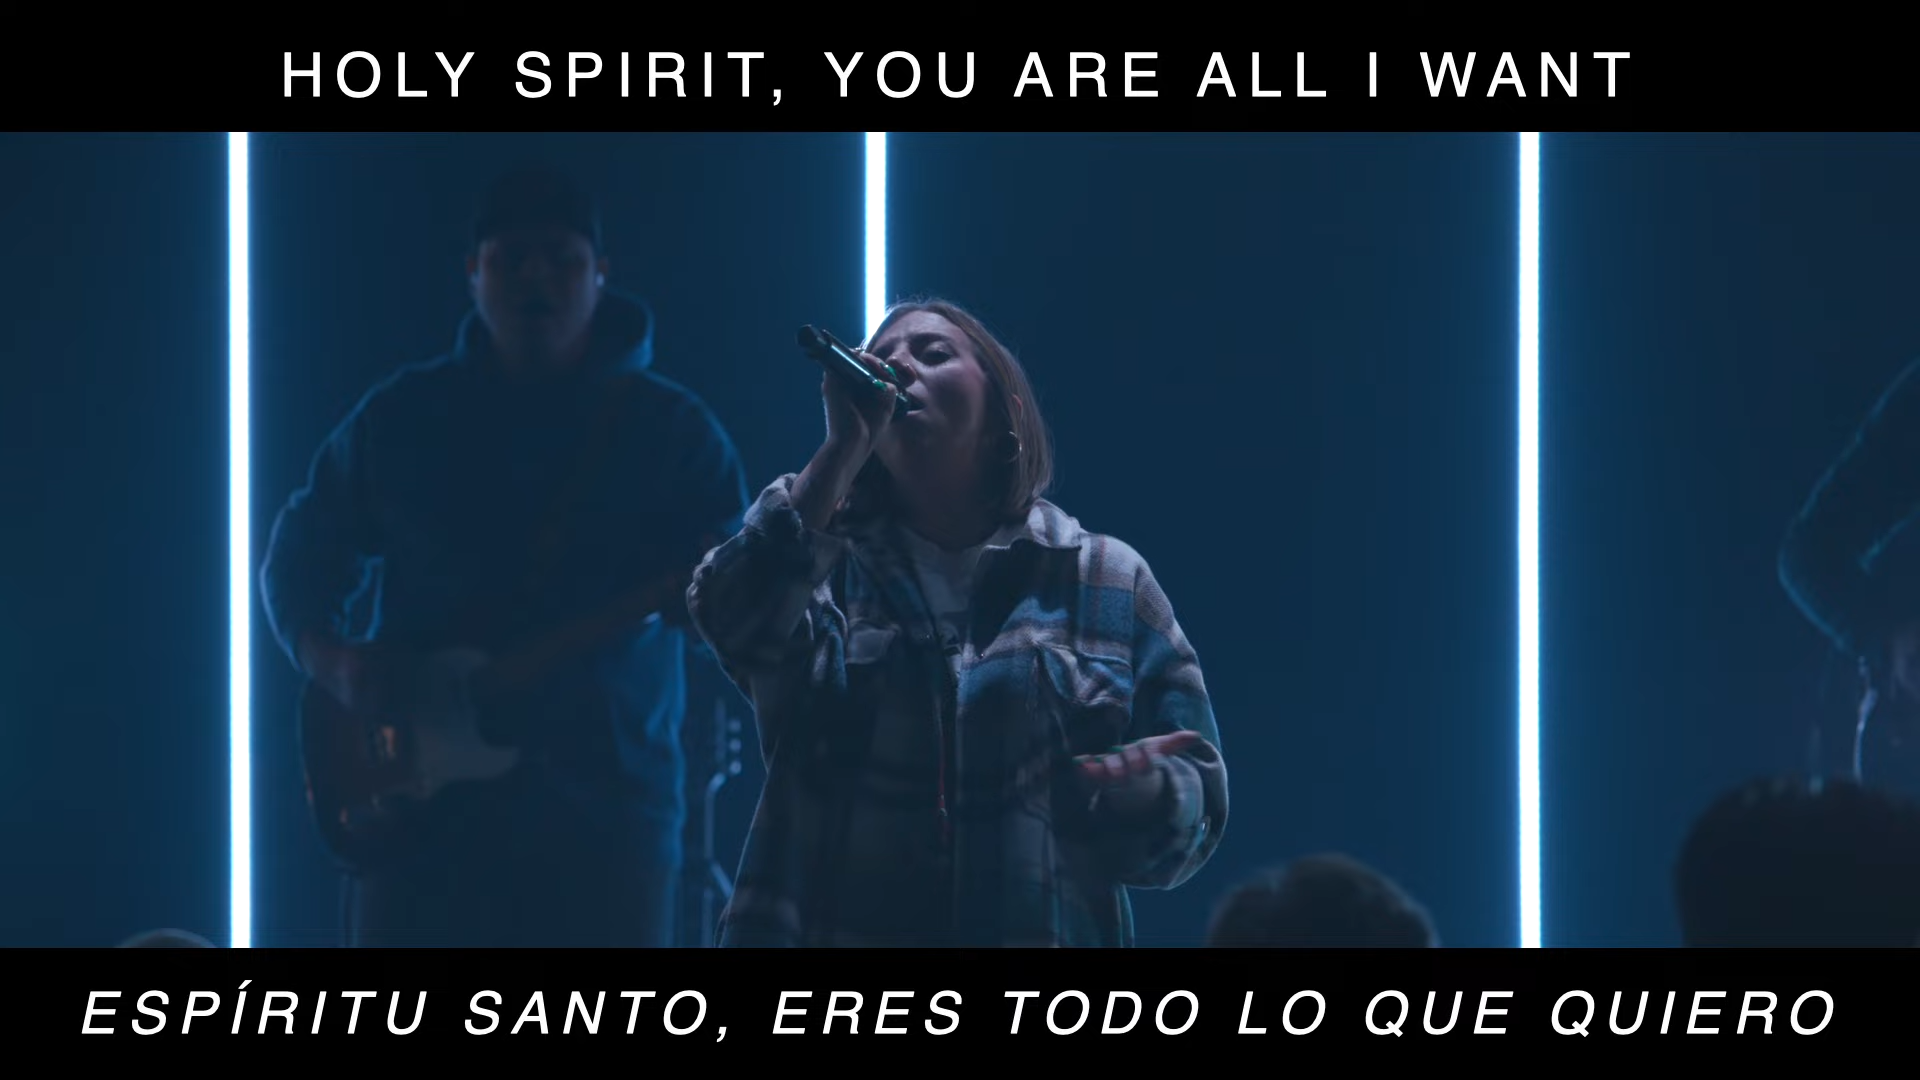 HOLY SPIRIT, YOU ARE ALL I WANT
ESPÍRITU SANTO, ERES TODO LO QUE QUIERO